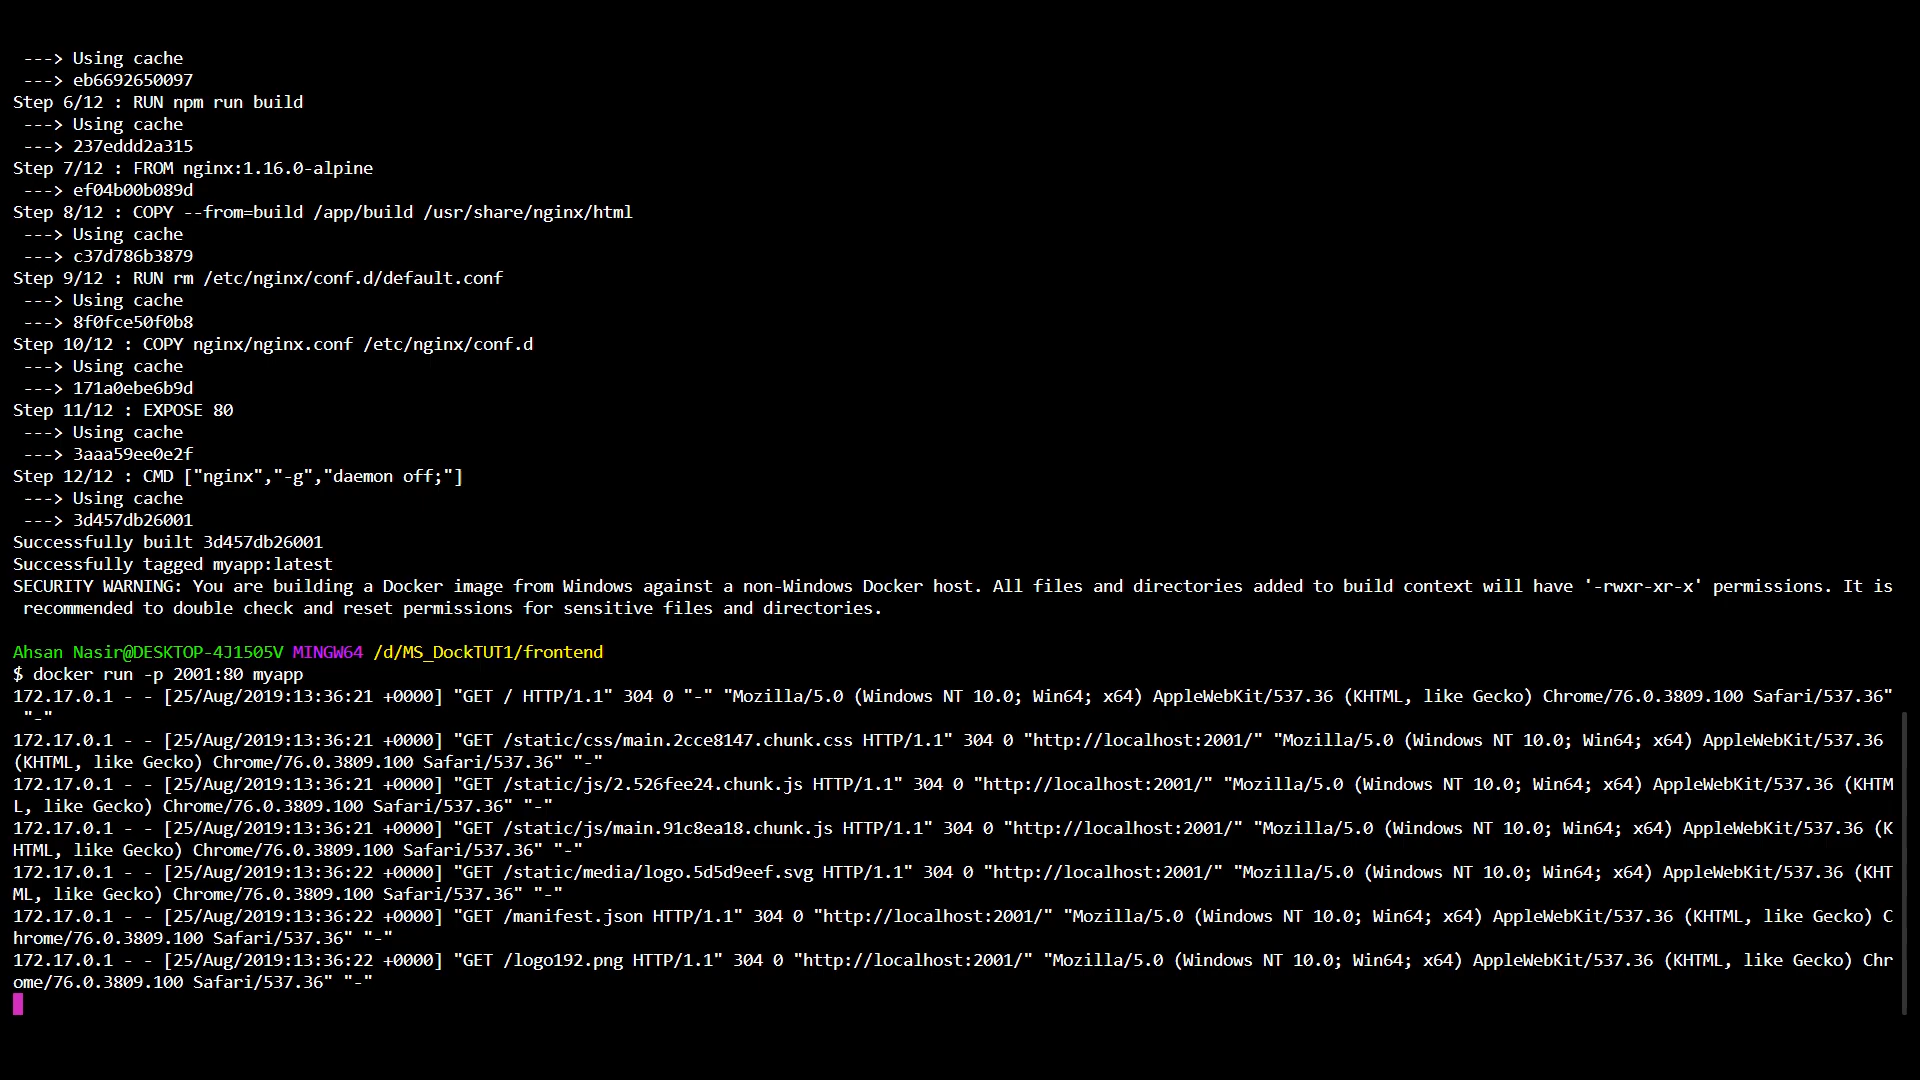 ---> Using cache
---> eb6692650097
Step 6/12 : RUN npm run build
---> Using cache
---> 237eddd2a315
Step 7/12 : FROM nginx:1.16.0-alpine
---> ef04b00b089d
Step 8/12 : COPY --from=build /app/build /usr/share/nginx/html
---> Using cache
---> c37d786b3879
Step 9/12 : RUN rm /etc/nginx/conf.d/default.conf
---> Using cache
---> 8f0fce50f0b8
Step 10/12 : COPY nginx/nginx.conf /etc/nginx/conf.d
---> Using cache
---> 171a0ebe6b9d
Step 11/12 : EXPOSE 80
---> Using cache
---> 3aaa59ee0e2f
Step 12/12 : CMD ["nginx","-g","daemon off;"]
---> Using cache
---> 3d457db26001
Successfully built 3d457db26001
Successfully tagged myapp:latest
SECURITY WARNING: You are building a Docker image from Windows against a non-Windows Docker host. All files and directories added to build context will have '-rwxr-xr-x' permissions. It is
recommended to double check and reset permissions for sensitive files and directories.
Ahsan Nasir@DESKTOP-4J1505V MINGW64 /d/MS_DockTUT1/frontend
$ docker run -p 2001:80 myapp
172.17.0.1 - - [25/Aug/2019:13:36:21 +0000] "GET / HTTP/1.1" 304 0 "-" "Mozilla/5.0 (Windows NT 10.0; Win64; x64) AppleWebKit/537.36 (KHTML, like Gecko) Chrome/76.0.3809.100 Safari/537.36"
"-"
172.17.0.1 - - [25/Aug/2019:13:36:21 +0000] "GET /static/css/main.2cce8147.chunk.css HTTP/1.1" 304 0 "http://localhost:2001/" "Mozilla/5.0 (Windows NT 10.0; Win64; x64) AppleWebKit/537.36
(KHTML, like Gecko) Chrome/76.0.3809.100 Safari/537.36" "-"
172.17.0.1 - - [25/Aug/2019:13:36:21 +0000] "GET /static/js/2.526fee24.chunk.js HTTP/1.1" 304 0 "http://localhost:2001/" "Mozilla/5.0 (Windows NT 10.0; Win64; x64) AppleWebKit/537.36 (KHTM
L, like Gecko) Chrome/76.0.3809.100 Safari/537.36" "-"
172.17.0.1 - - [25/Aug/2019:13:36:21 +0000] "GET /static/js/main.91c8ea18.chunk.js HTTP/1.1" 304 0 "http://localhost:2001/" "Mozilla/5.0 (Windows NT 10.0; Win64; x64) AppleWebKit/537.36 (K
HTML, like Gecko) Chrome/76.0.3809.100 Safari/537.36" "-"
172.17.0.1 - - [25/Aug/2019:13:36:22 +0000] "GET /static/media/logo.5d5d9eef.svg HTTP/1.1" 304 0 "http://localhost:2001/" "Mozilla/5.0 (Windows NT 10.0; Win64; x64) AppleWebKit/537.36 (KHT
ML, like Gecko) Chrome/76.0.3809.100 Safari/537.36" "-"
172.17.0.1 - - [25/Aug/2019:13:36:22 +0000] "GET /manifest.json HTTP/1.1" 304 0 "http://localhost:2001/" "Mozilla/5.0 (Windows NT 10.0; Win64; x64) AppleWebKit/537.36 (KHTML, like Gecko) C
hrome/76.0.3809.100 Safari/537.36" "-"
172.17.0.1 - - [25/Aug/2019:13:36:22 +0000] "GET /logo192.png HTTP/1.1" 304 0 "http://localhost:2001/" "Mozilla/5.0 (Windows NT 10.0; Win64; x64) AppleWebKit/537.36 (KHTML, like Gecko) Chr
ome/76.0.3809.100 Safari/537.36" "-"